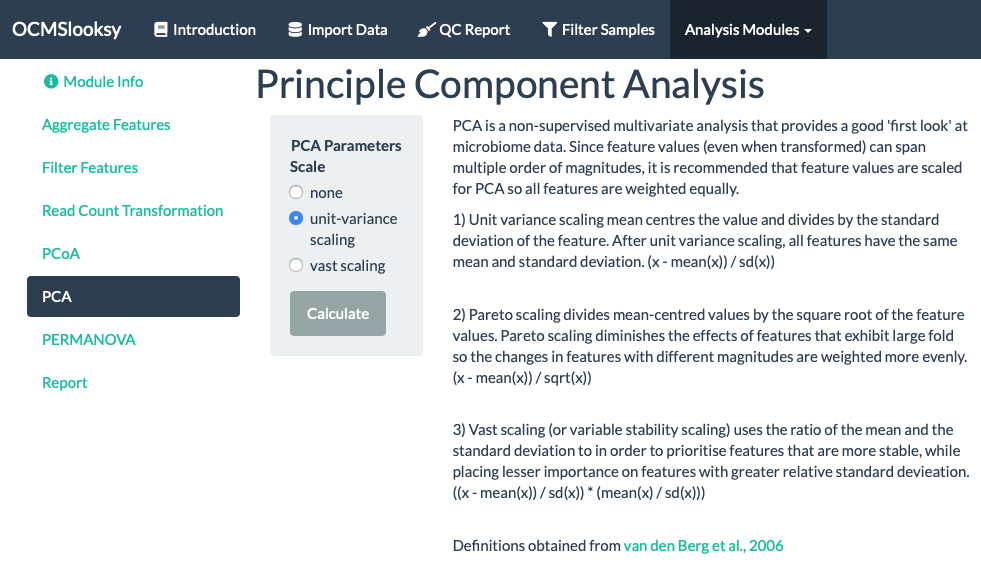 OCMSlooksy
Introduction
Import Data
QC Report
Filter Samples
Analysis Modules
Module Info
Aggregate Features
Filter Features
Read Count Transformation
PCoA
PCA
PERMANOVA
Report
Principle Component Analysis
PCA Parameters
Scale
none
unit-variance
scaling
vast scaling
Calculate
PCA is a non-supervised multivariate analysis that provides a good 'first look' at
microbiome data. Since feature values (even when transformed) can span
multiple order of magnitudes, it is recommended that feature values are scaled
for PCA so all features are weighted equally.
1) Unit variance scaling mean centres the value and divides by the standard
deviation of the feature. After unit variance scaling, all features have the same
mean and standard deviation. (x - mean(x)) / sd(x))
2) Pareto scaling divides mean-centred values by the square root of the feature
values. Pareto scaling diminishes the effects of features that exhibit large fold
so the changes in features with different magnitudes are weighted more evenly.
(x - mean(x)) / sqrt(x))
3) Vast scaling (or variable stability scaling) uses the ratio of the mean and the
standard deviation to in order to prioritise features that are more stable, while
placing lesser importance on features with greater relative standard devieation.
((x - mean(x)) / sd(x)) * (mean(x) / sd(x)))
Definitions obtained from van den Berg et al., 2006